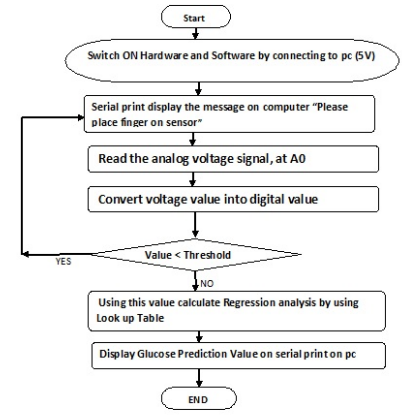 Start
Switch ON Hardware and Software by connecting to pc (5V)
Serial print display the message on computer “Please
place finger on sensor”
Read the analog voltage signal, at A0
Convert voltage value into digital value
Value < Threshold
YES
NO
Using this value calculate Regression analysis by using
Look up Table
Display Glucose Prediction Value on serial print on pc
END